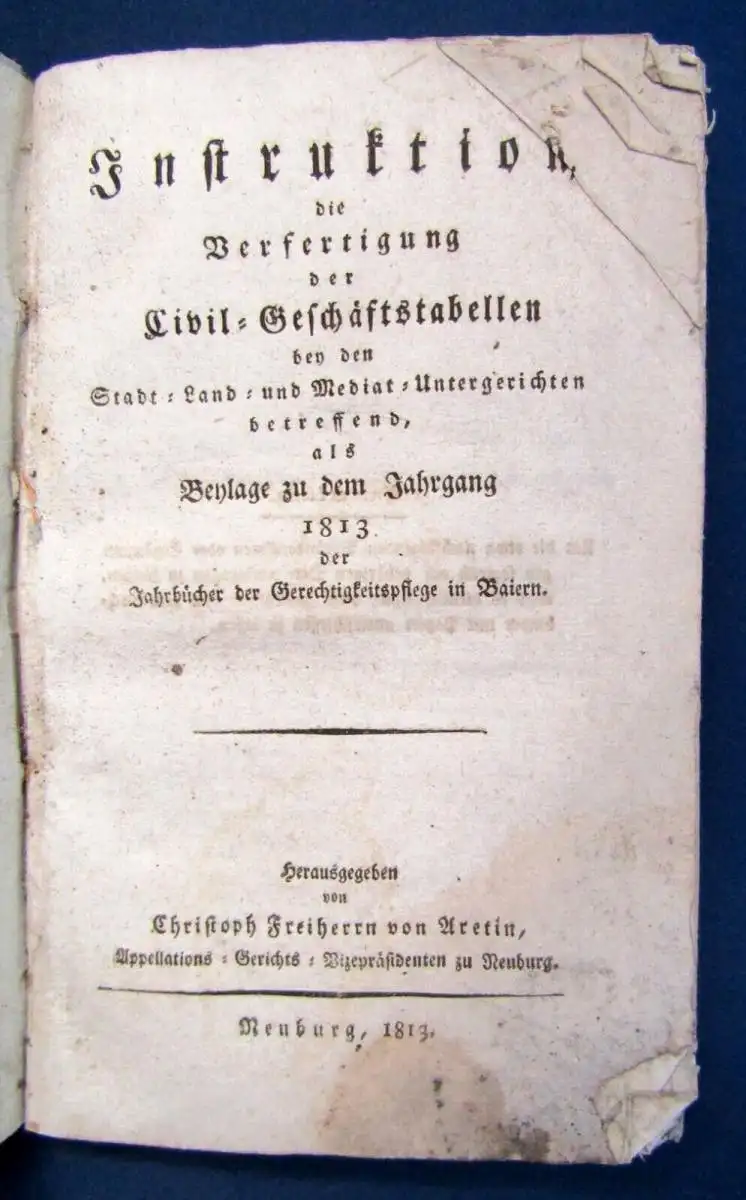 Instruktion,
die
Verfertigung
der
Civil-Geschäftstabellen
bey den
Stadt-Land-und Mediat-Untergerichten
betreffend,
als
Beylage zu dem Jahrgang
1813
der
Jahrbücher der Gerechtigkeitspflege in Baiern.
Herausgegeben
von
Christoph Freiherrn von Aretin,
Appellations-Gerichts-Vizepräsidenten zu Neuburg.
Neuburg, 1813.